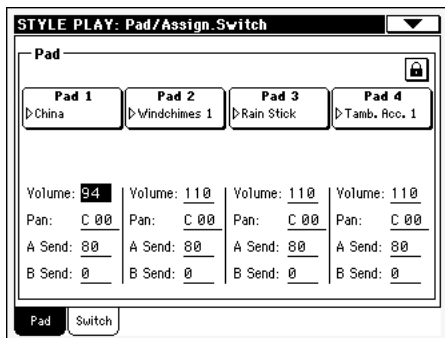 STYLE PLAY: Pad/Assign.Switch
Pad
Pad 1 Pad 2 Pad 3 Pad 4
China Windchimes 1 Rain Stick Tamb. Acc. 1
Volume: 94 Volume: 110 Volume: 110 Volume: 110
Pan: C 00 Pan: C 00 Pan: C 00 Pan: C 00
A Send: 80 A Send: 80 A Send: 80 A Send: 80
B Send: 0 B Send: 0 B Send: 0 B Send: 0
Pad Switch